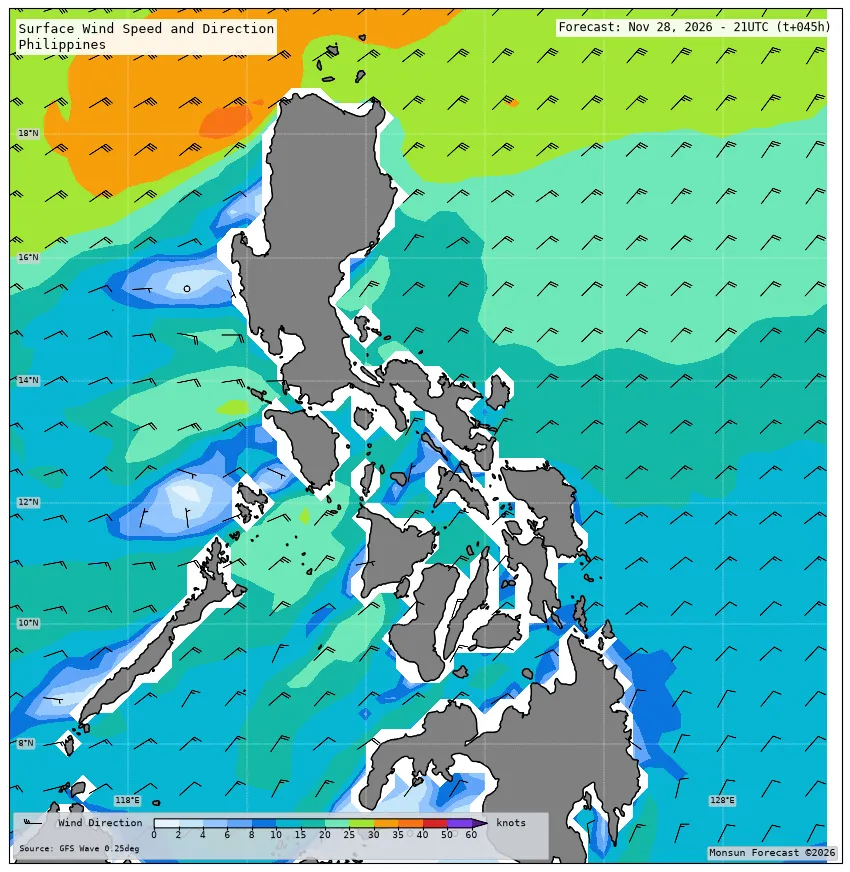 Surface Wind Speed and Direction
Philippines
Forecast: Nov 28, 2026 - 21UTC (t+045h)
18°N
16°N
14°N
12°N
10°N
8°N
118°E
128°E
Wind Direction
0 2 4 6 8 10 15 20 25 30 35 40 50 60
knots
Source: GFS Wave 0.25deg
Monsun Forecast ©2026